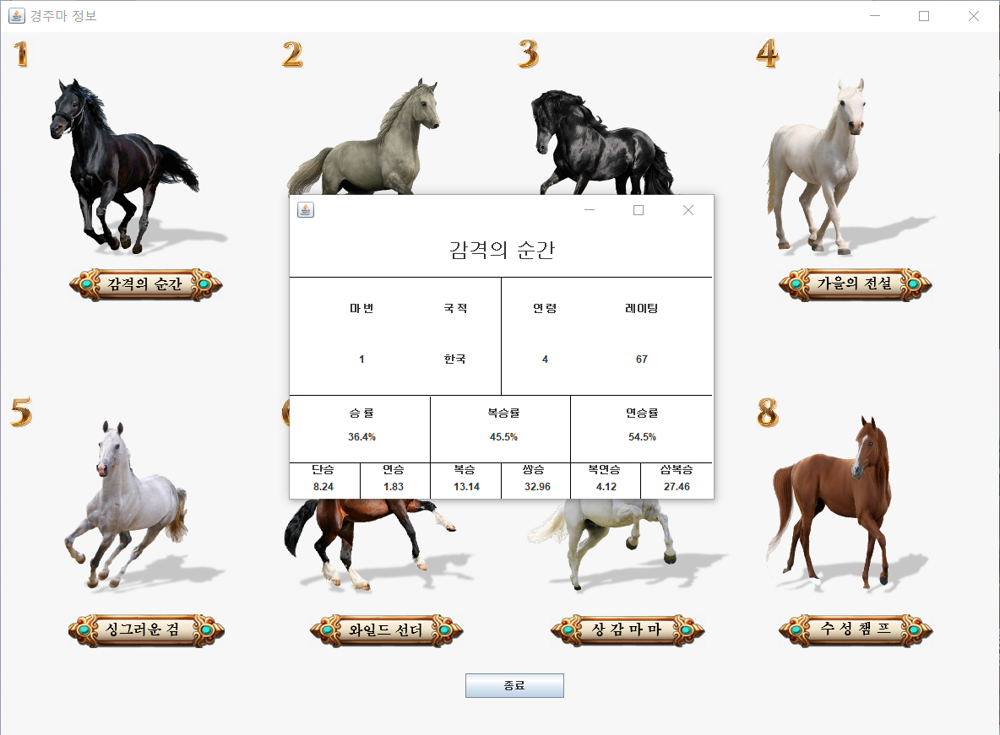 경주마 정보
1
2
3
4
감격의 순간
가을의 전설
감격의 순간
마 번
국 적
연 령
레이팅
1
한국
4
67
승 률
복승률
연승률
36.4%
45.5%
54.5%
단승
연승
복승
쌍승
복연승
삼복승
8.24
1.83
13.14
32.96
4.12
27.46
5
8
싱그러운 검
와일드 선더
상 감 마 마
수 성 챔 프
종료